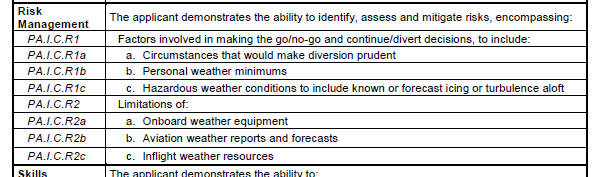 Risk Management The applicant demonstrates the ability to identify, assess and mitigate risks, encompassing:
PA.I.C.R1 Factors involved in making the go/no-go and continue/divert decisions, to include:
PA.I.C.R1a a. Circumstances that would make diversion prudent
PA.I.C.R1b b. Personal weather minimums
PA.I.C.R1c c. Hazardous weather conditions to include known or forecast icing or turbulence aloft
PA.I.C.R2 Limitations of:
PA.I.C.R2a a. Onboard weather equipment
PA.I.C.R2b b. Aviation weather reports and forecasts
PA.I.C.R2c c. Inflight weather resources
Skills The applicant demonstrates the ability to: